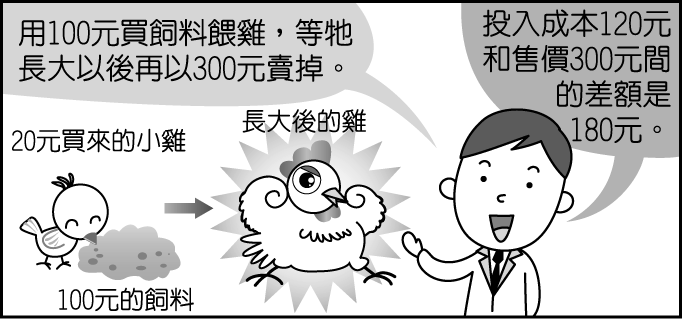 用100元買飼料餵雞，等牠
長大以後再以300元賣掉。
投入成本120元
和售價300元間
的差額是
180元。
20元買來的小雞
長大後的雞
100元的飼料